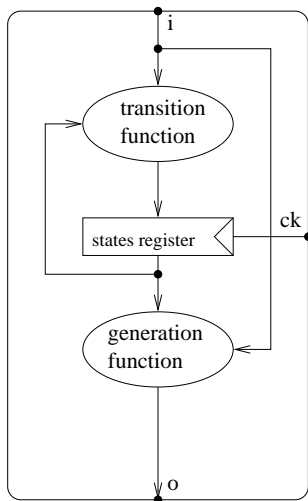 i
transition
function
ck
states register
generation
function
o